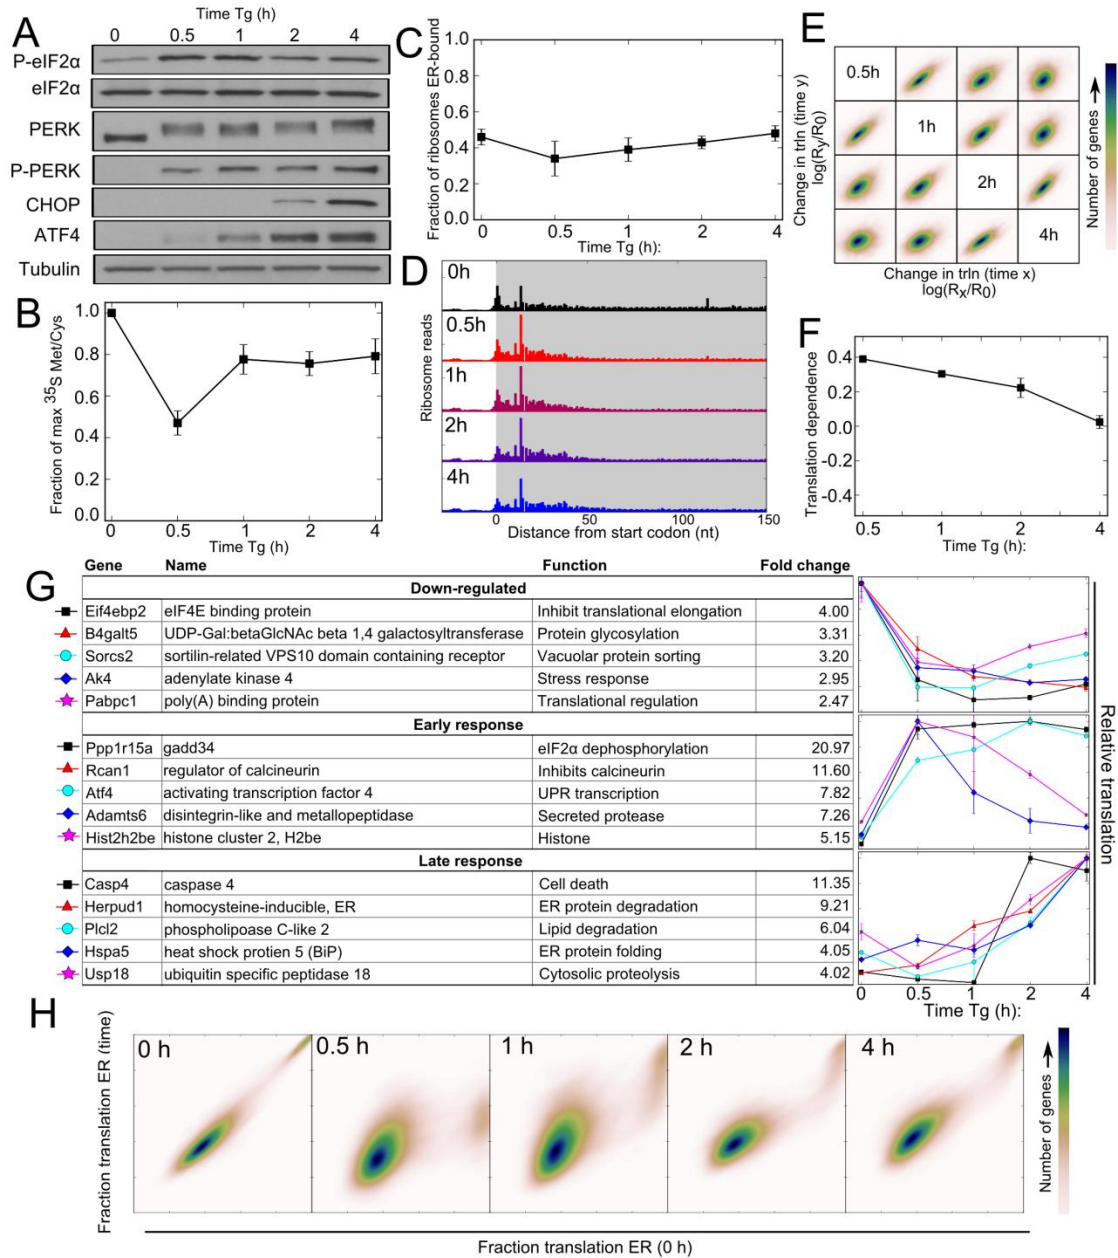 A
Time Tg (h)
0 0.5 1 2 4
P-eIF2α
eIF2α
PERK
P-PERK
CHOP
ATF4
Tubulin
B
Fraction of max 35S Met/Cys
1.0
0.8
0.6
0.4
0.2
0.0
0 0.5 1 2 4
Time Tg (h)
C
Fraction of ribosomes ER-bound
1.0
0.8
0.6
0.4
0.2
0.0
0 0.5 1 2 4
Time Tg (h):
D
Ribosome reads
0h
0.5h
1h
2h
4h
0 50 100 150
Distance from start codon (nt)
E
Change in trln (time y)
log(Ry/R0)
0.5h
1h
2h
4h
Change in trln (time x)
log(Rx/R0)
Number of genes
F
Translation dependence
0.4
0.2
0.0
-0.2
-0.4
0.5 1 2 4
Time Tg (h):
G
Gene Name Function Fold change
Down-regulated
Eif4ebp2 eIF4E binding protein Inhibit translational elongation 4.00
B4galt5 UDP-Gal:betaGlcNAc beta 1,4 galactosyltransferase Protein glycosylation 3.31
Sorcs2 sortilin-related VPS10 domain containing receptor Vacuolar protein sorting 3.20
Ak4 adenylate kinase 4 Stress response 2.95
Pabpc1 poly(A) binding protein Translational regulation 2.47
Early response
Ppp1r15a gadd34 eIF2α dephosphorylation 20.97
Rcan1 regulator of calcineurin Inhibits calcineurin 11.60
Atf4 activating transcription factor 4 UPR transcription 7.82
Adamts6 disintegrin-like and metallopeptidase Secreted protease 7.26
Hist2h2be histone cluster 2, H2be Histone 5.15
Late response
Casp4 caspase 4 Cell death 11.35
Herpud1 homocysteine-inducible, ER ER protein degradation 9.21
Plcl2 phospholipoase C-like 2 Lipid degradation 6.04
Hspa5 heat shock protien 5 (BiP) ER protein folding 4.05
Usp18 ubiquitin specific peptidase 18 Cytosolic proteolysis 4.02
Relative translation
0 0.5 1 2 4
Time Tg (h):
H
Fraction translation ER (time)
0 h
0.5 h
1 h
2 h
4 h
Fraction translation ER (0 h)
Number of genes